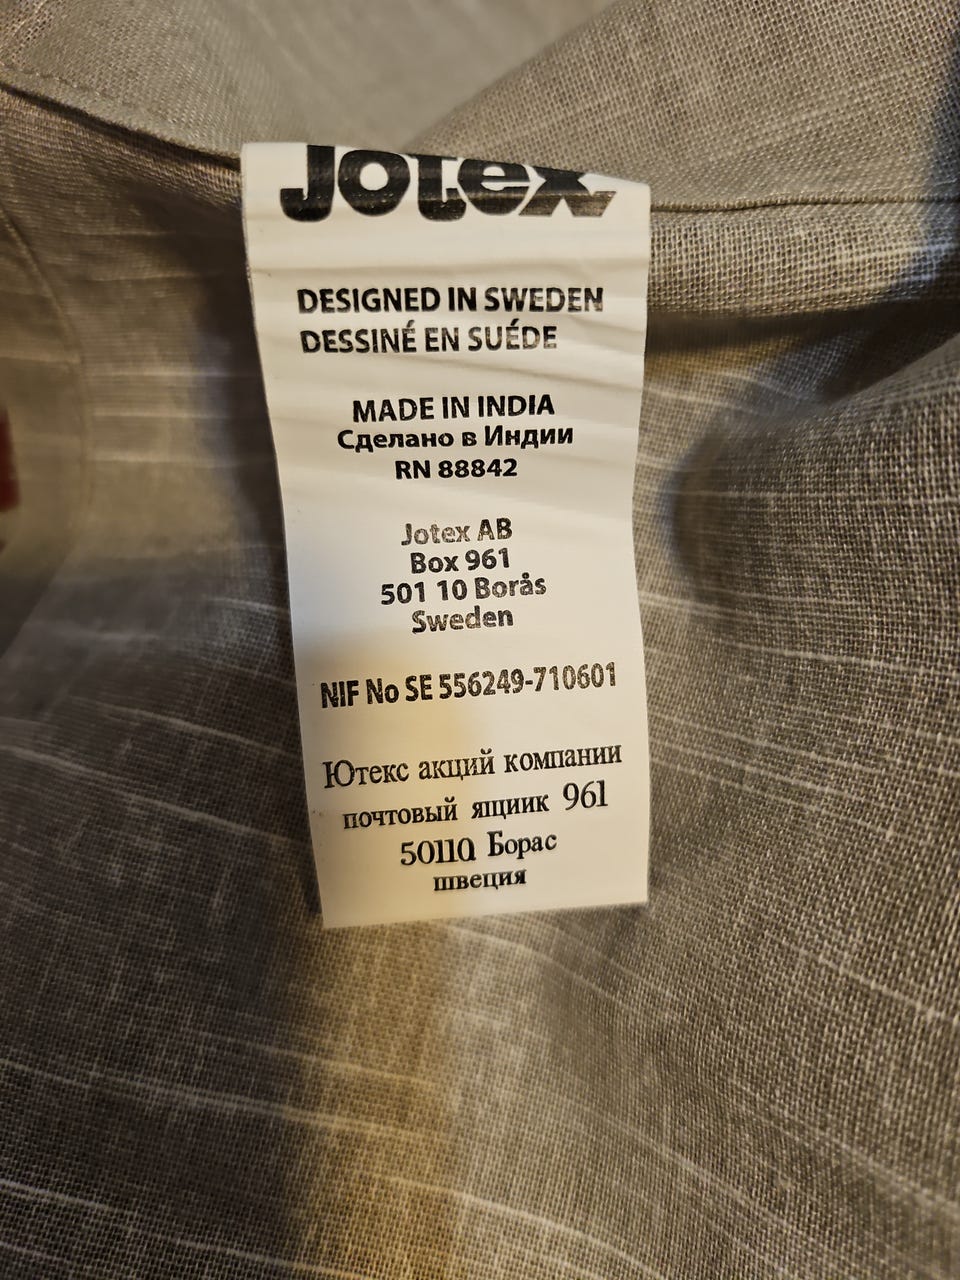 Jotex
DESIGNED IN SWEDEN
DESSINÉ EN SUÉDE
MADE IN INDIA
Сделано в Индии
RN 88842
Jotex AB
Box 961
501 10 Borås
Sweden
NIF No SE 556249-710601
Ютекс акций компании
почтовый ящиик 961
50110 Борас
швеция